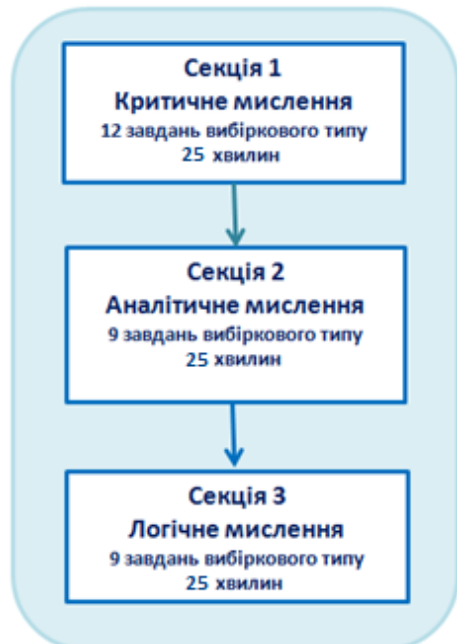 Секція 1
Критичне мислення
12 завдань вибіркового типу
25 хвилин
Секція 2
Аналітичне мислення
9 завдань вибіркового типу
25 хвилин
Секція 3
Логічне мислення
9 завдань вибіркового типу
25 хвилин